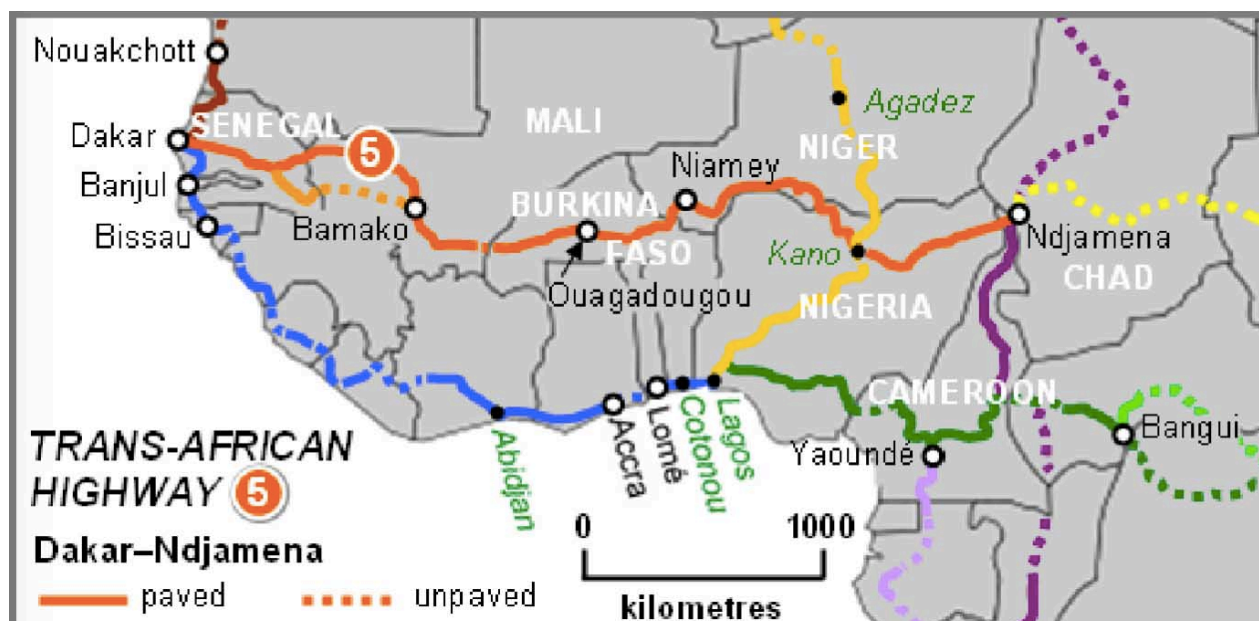 Nouakchott
Dakar
SENEGAL
5
MALI
Agadez
NIGER
Niamey
Banjul
BURKINA
FASO
Bissau
Bamako
Ouagadougou
Kano
Ndjamena
CHAD
NIGERIA
CAMEROON
Abidjan
Accra
Lomé
Cotonou
Lagos
Yaoundé
Bangui
TRANS-AFRICAN
HIGHWAY 5
Dakar–Ndjamena
paved unpaved
0 1000
kilometres